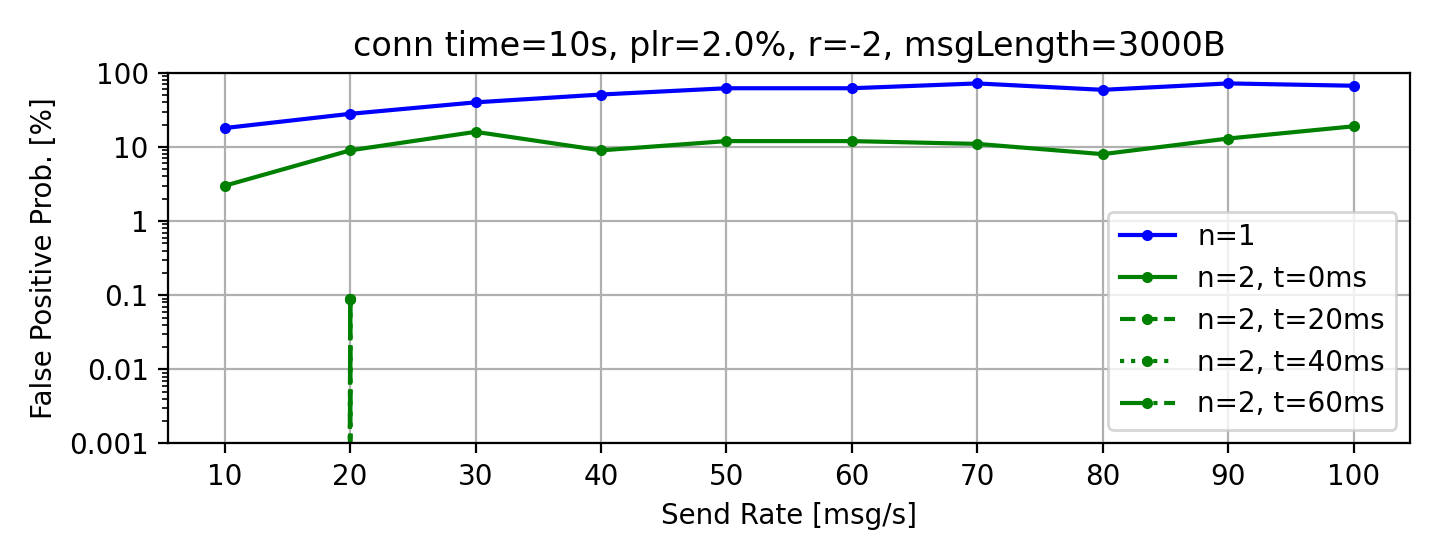 conn time=10s, plr=2.0%, r=-2, msgLength=3000B
False Positive Prob. [%]
100
10
1
0.1
0.01
0.001
n=1
n=2, t=0ms
n=2, t=20ms
n=2, t=40ms
n=2, t=60ms
10 20 30 40 50 60 70 80 90 100
Send Rate [msg/s]